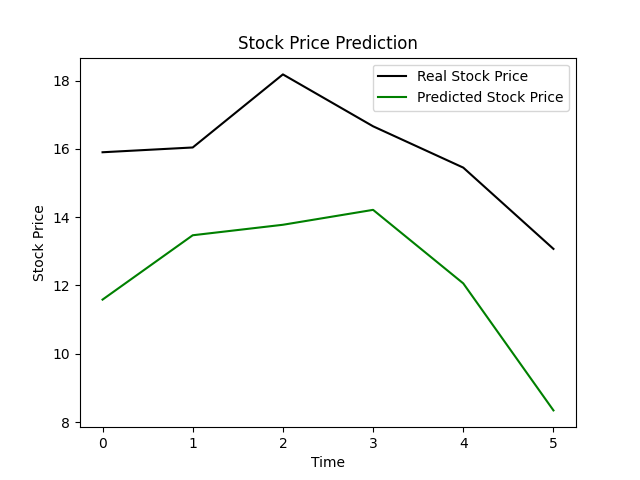 Stock Price Prediction
Real Stock Price
Predicted Stock Price
Stock Price
18
16
14
12
10
8
0 1 2 3 4 5
Time